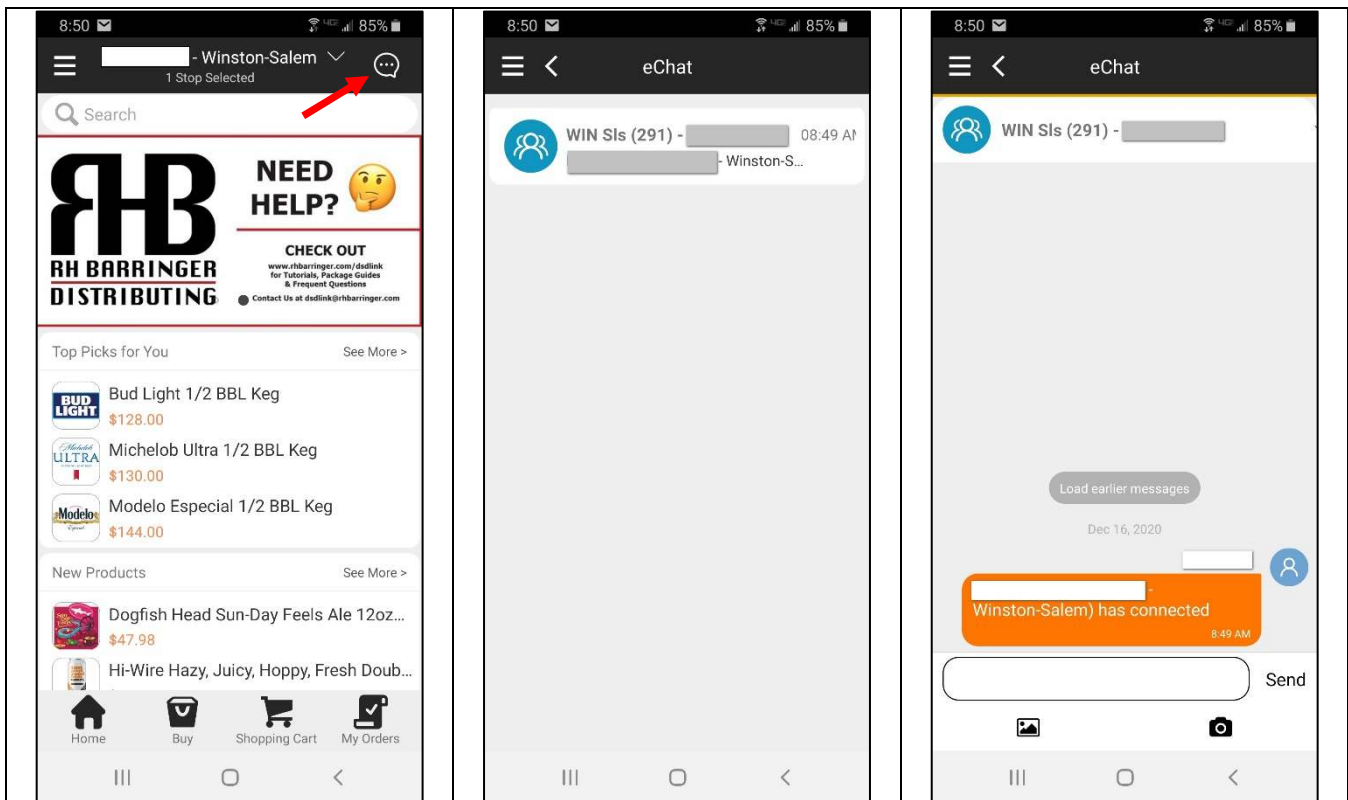 8:50 85%
- Winston-Salem
1 Stop Selected
Search
RHB
RH BARRINGER
DISTRIBUTING
NEED
HELP?
CHECK OUT
www.rhbarringer.com/dsdlink
for Tutorials, Package Guides
& Frequent Questions
Contact Us at dsdlink@rhbarringer.com
Top Picks for You See More >
BUD
LIGHT
Bud Light 1/2 BBL Keg
$128.00
Michelob
ULTRA
Michelob Ultra 1/2 BBL Keg
$130.00
Modelo
Especial
Modelo Especial 1/2 BBL Keg
$144.00
New Products See More >
Dogfish Head Sun-Day Feels Ale 12oz...
$47.98
Hi-Wire Hazy, Juicy, Hoppy, Fresh Doub...
Home Buy Shopping Cart My Orders
8:50 85%
eChat
WIN Sls (291) - 08:49 AM
- Winston-S...
8:50 85%
eChat
WIN Sls (291) -
Load earlier messages
Dec 16, 2020
-
Winston-Salem) has connected
8:49 AM
Send